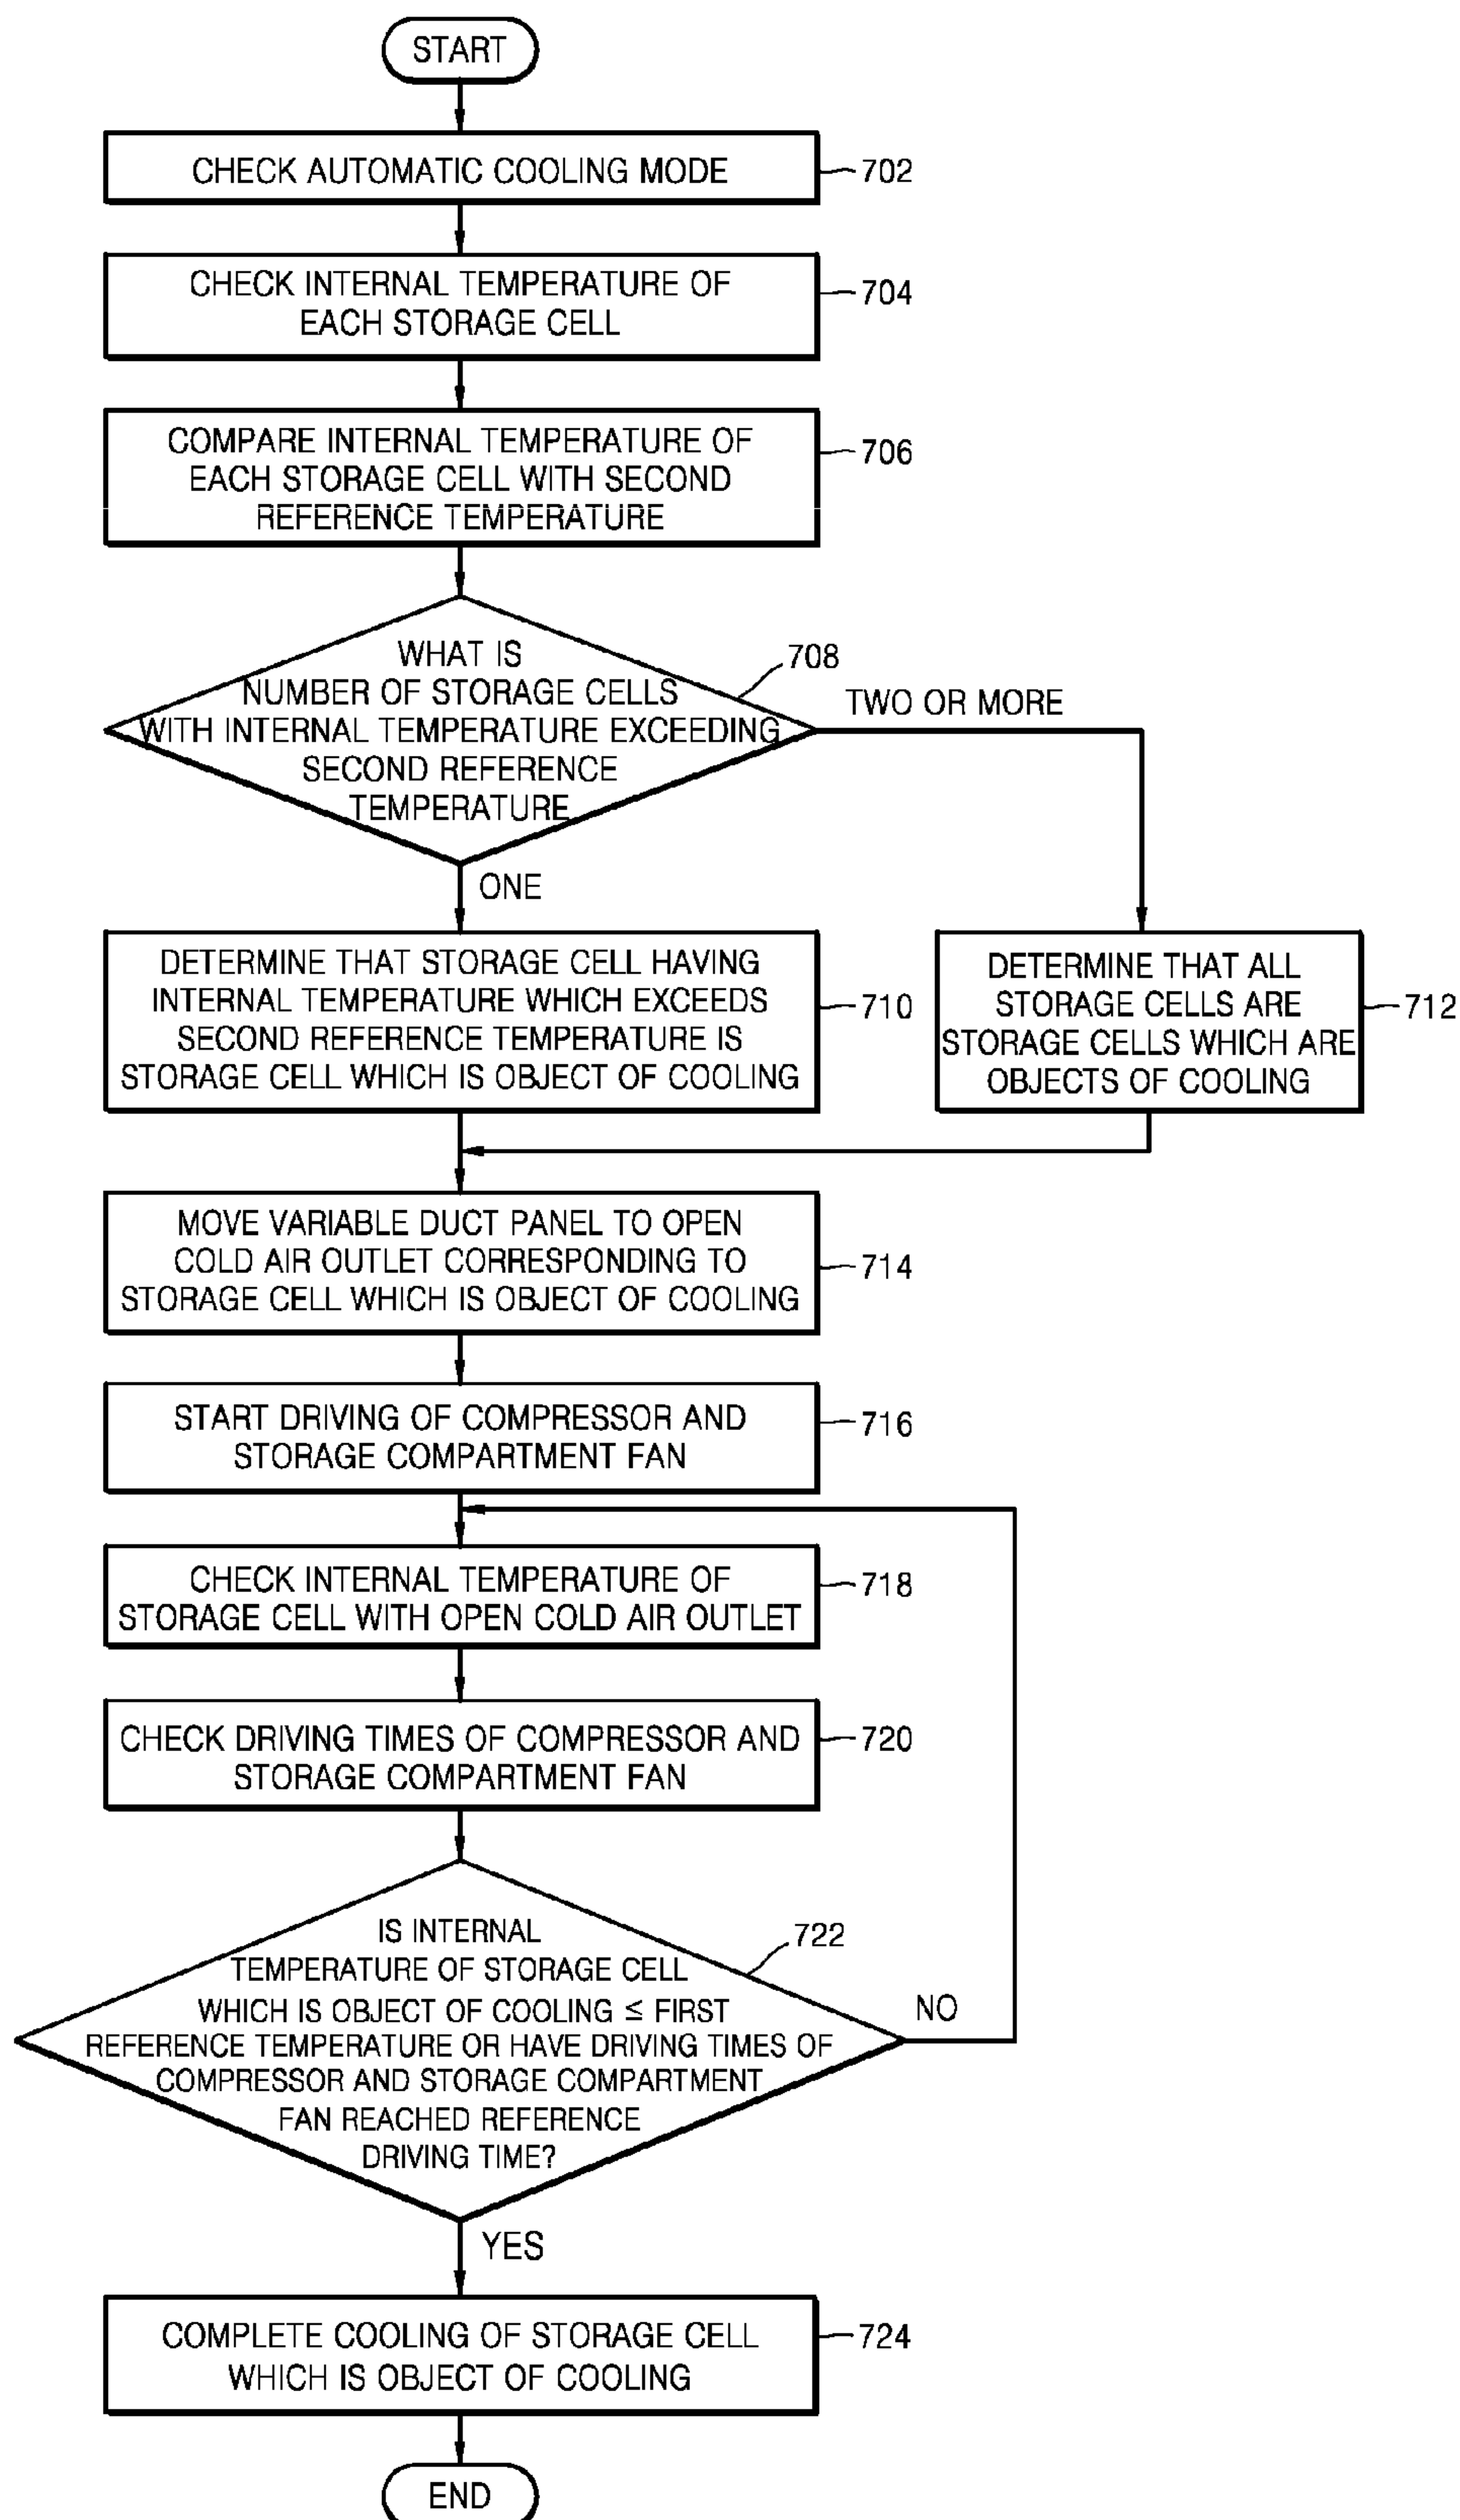 START
CHECK AUTOMATIC COOLING MODE
702
CHECK INTERNAL TEMPERATURE OF
EACH STORAGE CELL
704
COMPARE INTERNAL TEMPERATURE OF
EACH STORAGE CELL WITH SECOND
REFERENCE TEMPERATURE
706
WHAT IS
NUMBER OF STORAGE CELLS
WITH INTERNAL TEMPERATURE EXCEEDING
SECOND REFERENCE
TEMPERATURE
708
TWO OR MORE
ONE
DETERMINE THAT STORAGE CELL HAVING
INTERNAL TEMPERATURE WHICH EXCEEDS
SECOND REFERENCE TEMPERATURE IS
STORAGE CELL WHICH IS OBJECT OF COOLING
710
DETERMINE THAT ALL
STORAGE CELLS ARE
STORAGE CELLS WHICH ARE
OBJECTS OF COOLING
712
MOVE VARIABLE DUCT PANEL TO OPEN
COLD AIR OUTLET CORRESPONDING TO
STORAGE CELL WHICH IS OBJECT OF COOLING
714
START DRIVING OF COMPRESSOR AND
STORAGE COMPARTMENT FAN
716
CHECK INTERNAL TEMPERATURE OF
STORAGE CELL WITH OPEN COLD AIR OUTLET
718
CHECK DRIVING TIMES OF COMPRESSOR AND
STORAGE COMPARTMENT FAN
720
IS INTERNAL
TEMPERATURE OF STORAGE CELL
WHICH IS OBJECT OF COOLING ≤ FIRST
REFERENCE TEMPERATURE OR HAVE DRIVING TIMES OF
COMPRESSOR AND STORAGE COMPARTMENT
FAN REACHED REFERENCE
DRIVING TIME?
722
NO
YES
COMPLETE COOLING OF STORAGE CELL
WHICH IS OBJECT OF COOLING
724
END